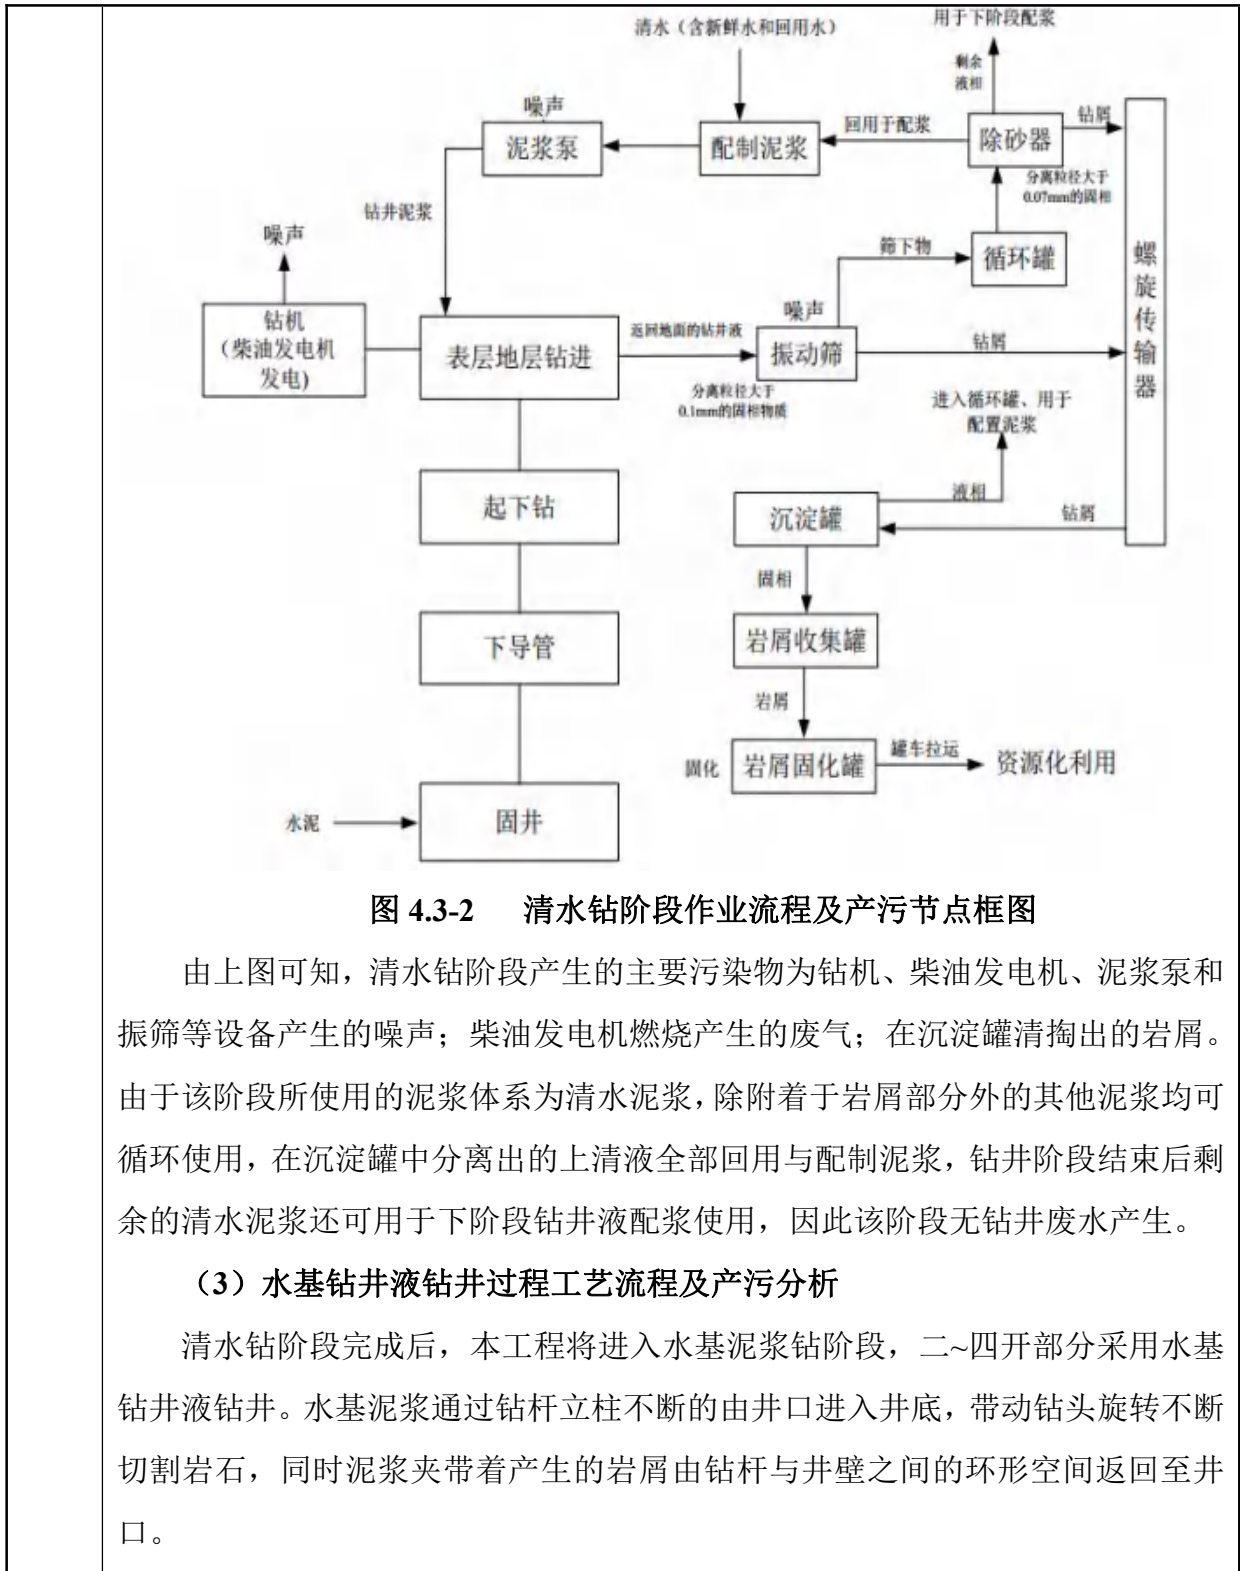 清水（含新鲜水和回用水）
用于下阶段配浆
剩余
液相
噪声
泥浆泵
配制泥浆
回用于配浆
除砂器
钻屑
分离粒径大于
0.07mm的固相
钻井泥浆
噪声
筛下物
循环罐
螺旋传输器
钻机
（柴油发电机
发电)
表层地层钻进
返回地面的钻井液
噪声
振动筛
钻屑
分离粒径大于
0.1mm的固相物质
进入循环罐、用于
配置泥浆
起下钻
沉淀罐
液相
钻屑
固相
下导管
岩屑收集罐
岩屑
固化
岩屑固化罐
罐车拉运
资源化利用
水泥
固井
图 4.3-2 清水钻阶段作业流程及产污节点框图
由上图可知，清水钻阶段产生的主要污染物为钻机、柴油发电机、泥浆泵和
振筛等设备产生的噪声；柴油发电机燃烧产生的废气；在沉淀罐清掏出的岩屑。
由于该阶段所使用的泥浆体系为清水泥浆，除附着于岩屑部分外的其他泥浆均可
循环使用，在沉淀罐中分离出的上清液全部回用与配制泥浆，钻井阶段结束后剩
余的清水泥浆还可用于下阶段钻井液配浆使用，因此该阶段无钻井废水产生。
（3）水基钻井液钻井过程工艺流程及产污分析
清水钻阶段完成后，本工程将进入水基泥浆钻阶段，二~四开部分采用水基
钻井液钻井。水基泥浆通过钻杆立柱不断的由井口进入井底，带动钻头旋转不断
切割岩石，同时泥浆夹带着产生的岩屑由钻杆与井壁之间的环形空间返回至井
口。